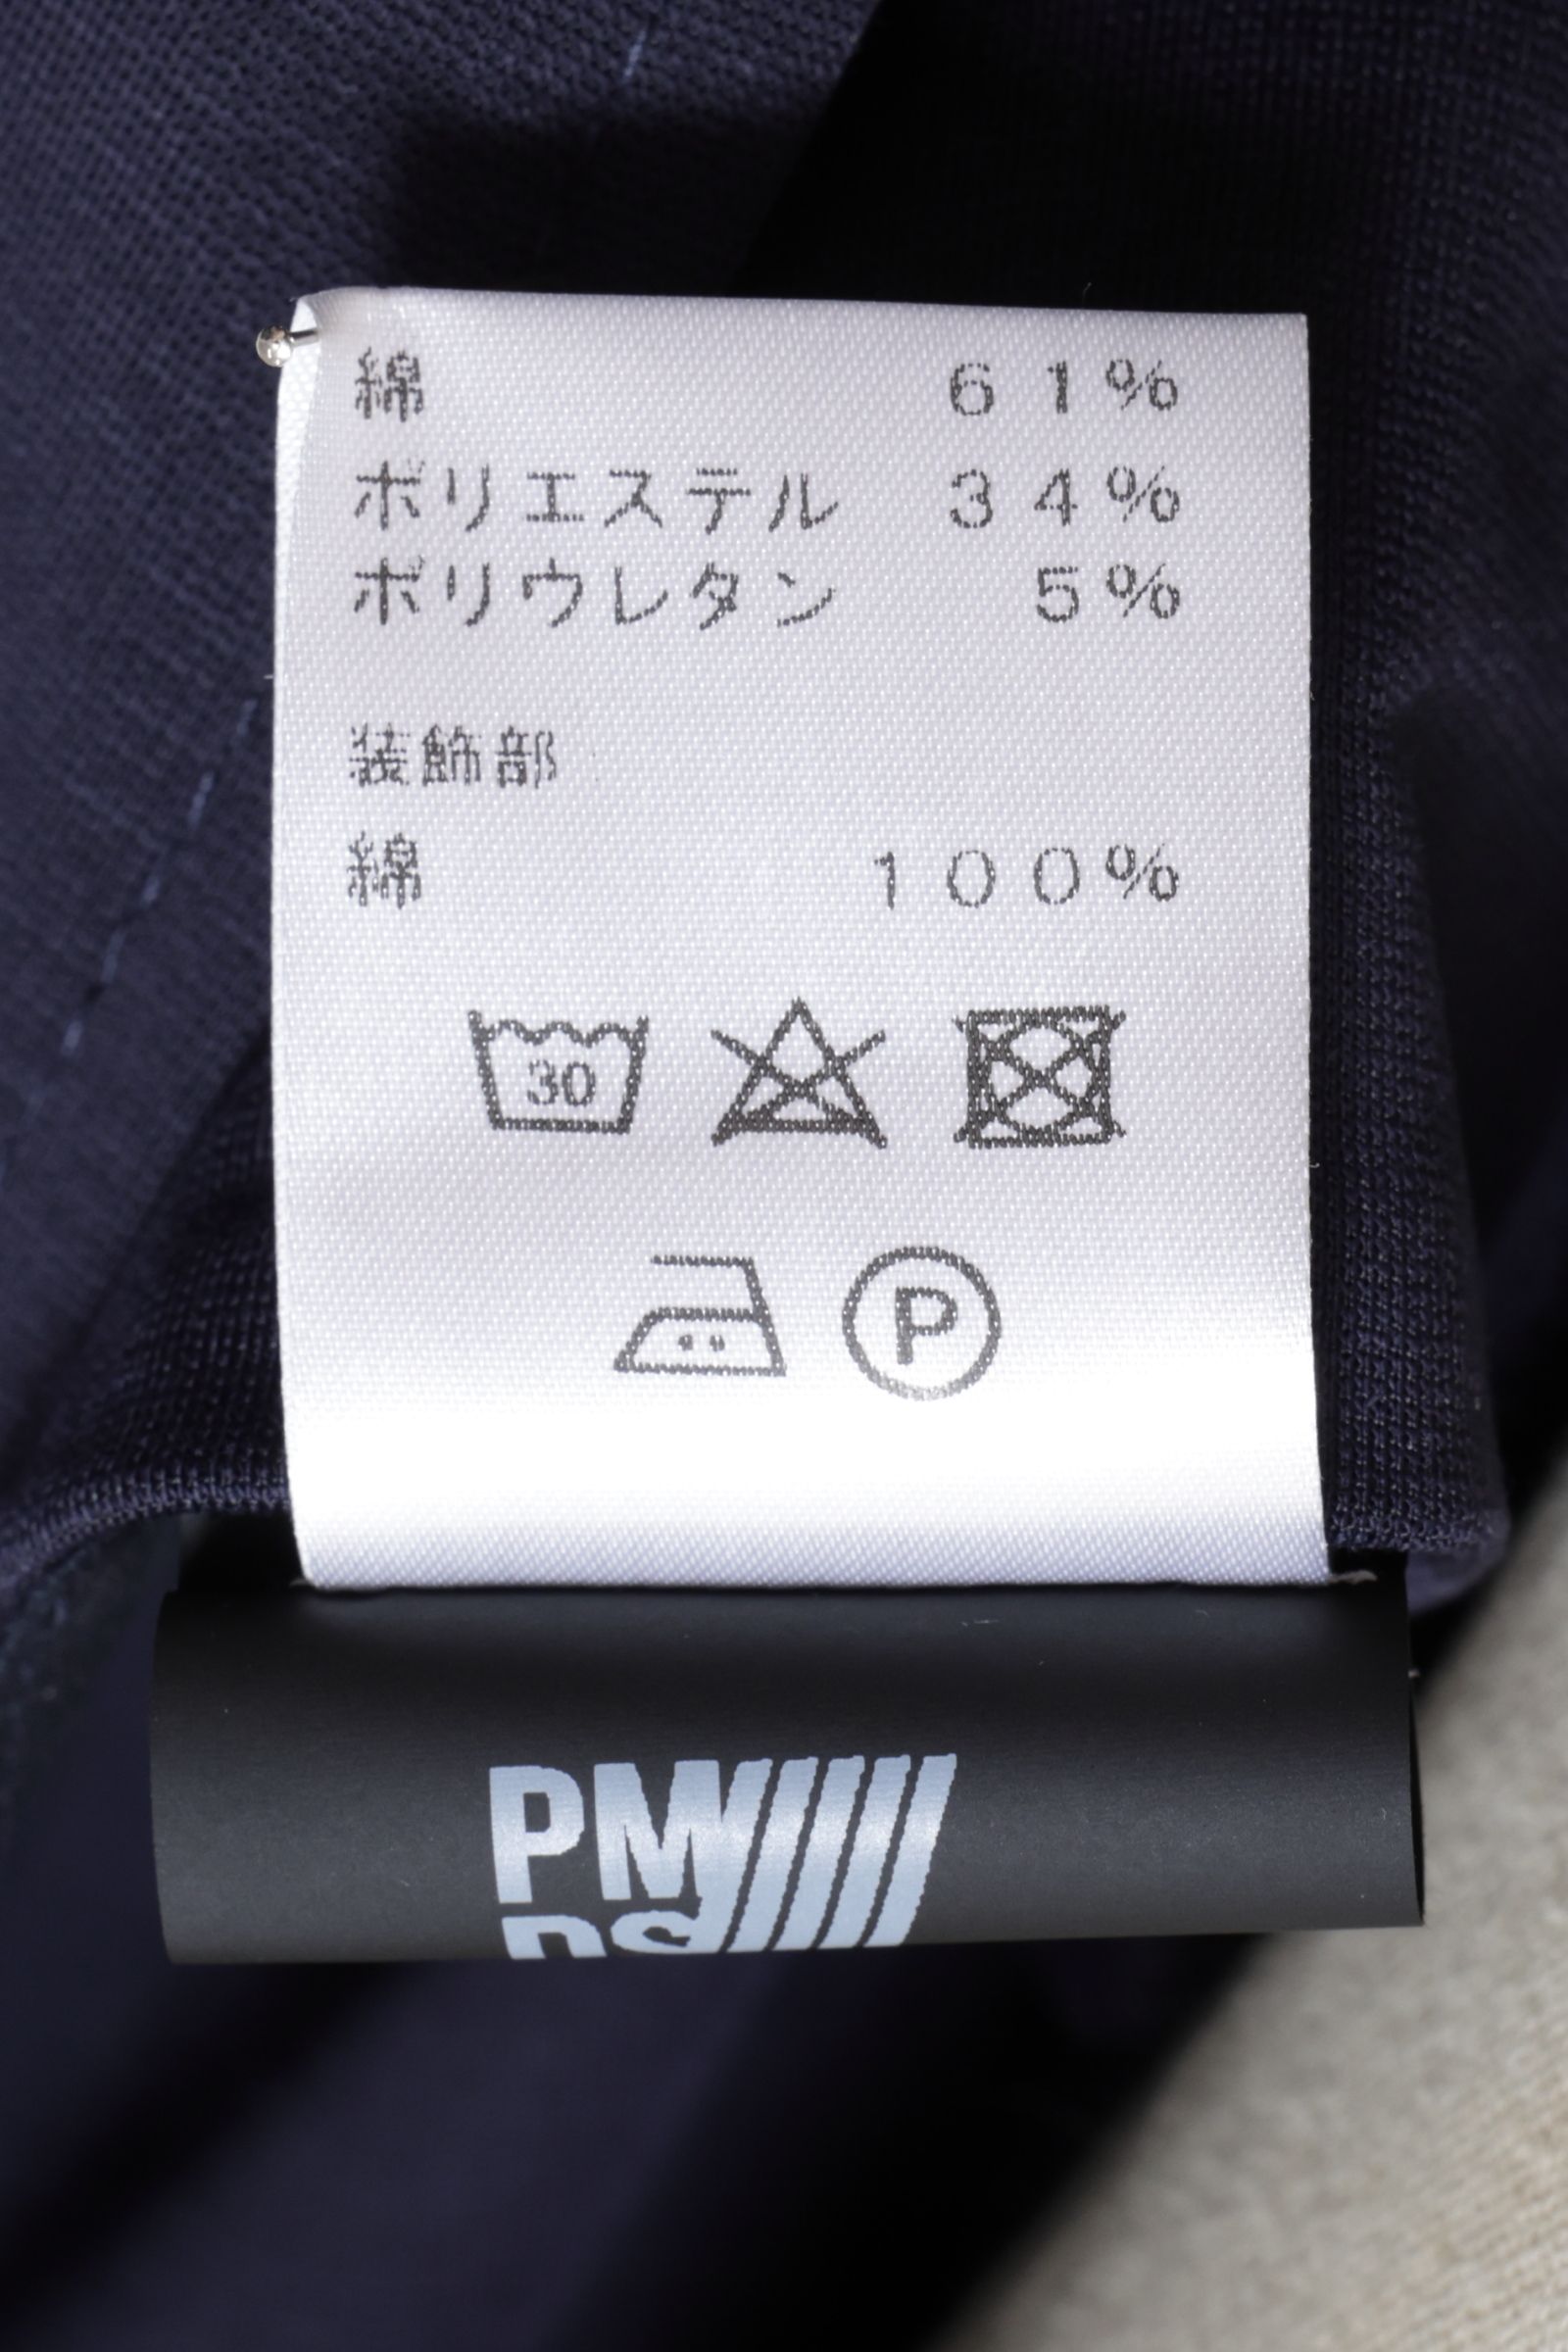 綿 61%
ポリエステル 34%
ポリウレタン 5%
装飾部
綿 100%
30
P
PM
DS